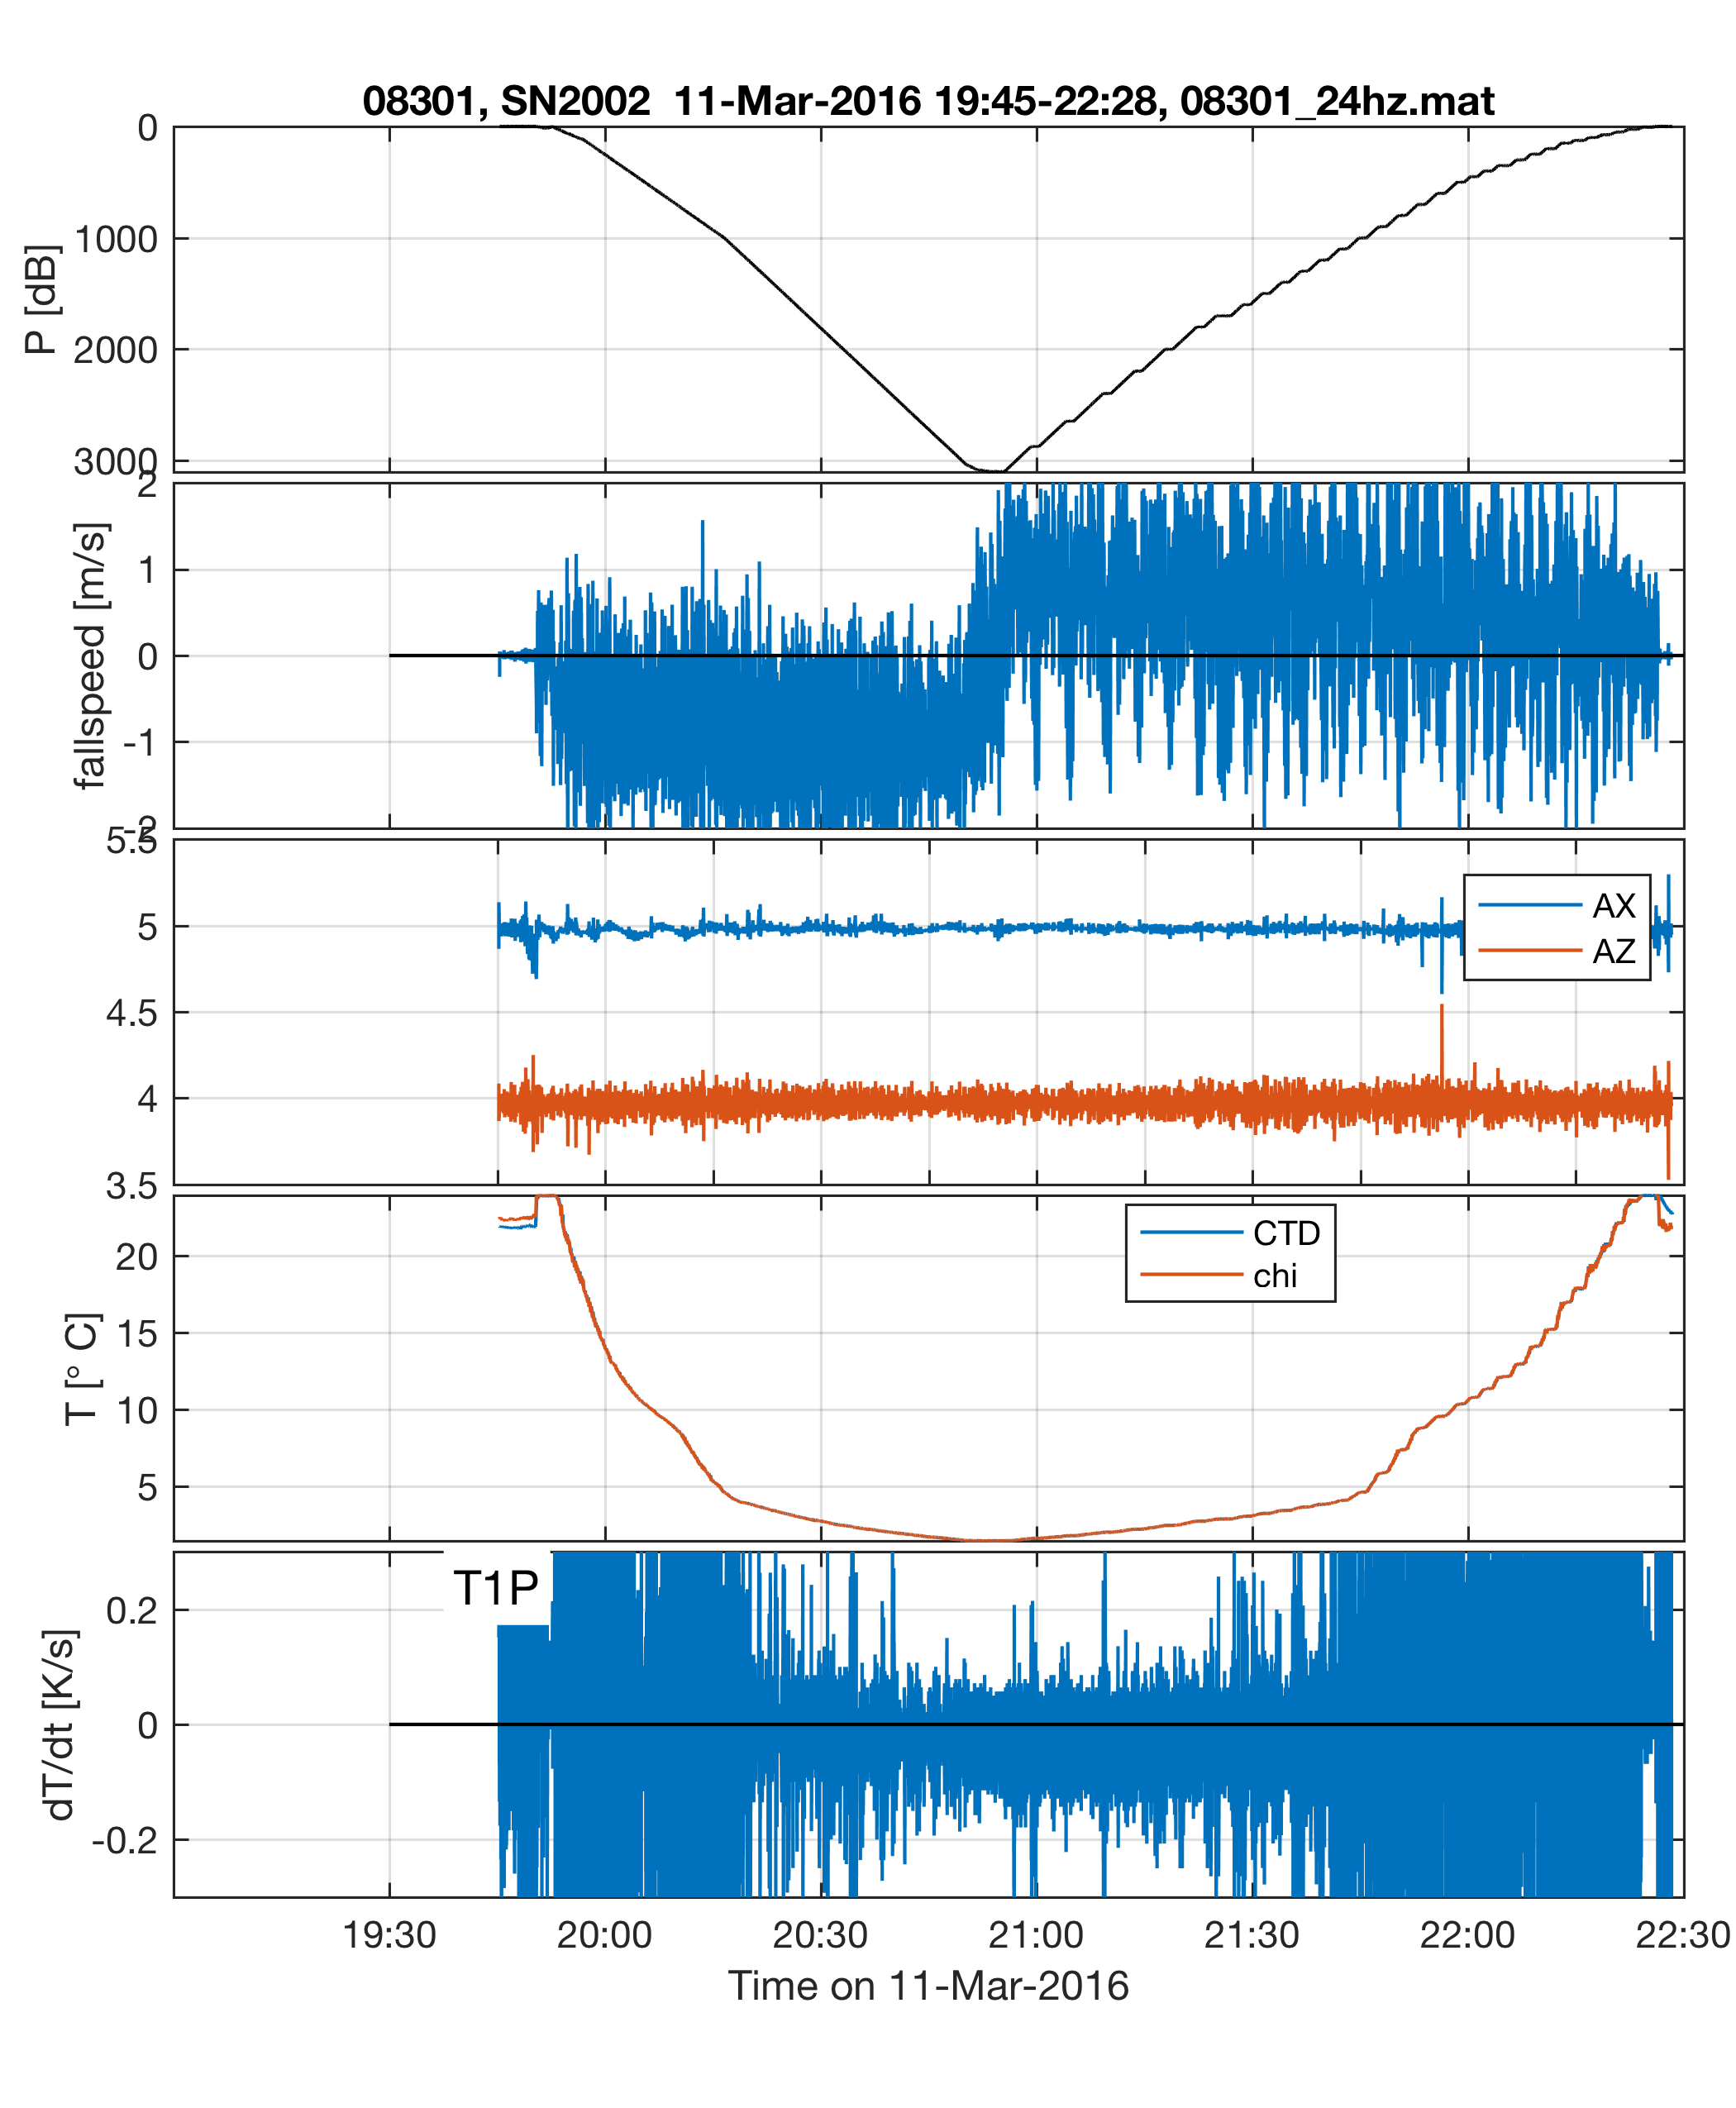 08301, SN2002  11-Mar-2016 19:45-22:28, 08301_24hz.mat
0
1000
2000
3000
P [dB]
2
1
0
-1
-2
fallspeed [m/s]
5.5
5
4.5
4
3.5
AX
AZ
20
15
10
5
T [° C]
CTD
chi
T1P
0.2
0
-0.2
dT/dt [K/s]
19:30 20:00 20:30 21:00 21:30 22:00 22:30
Time on 11-Mar-2016